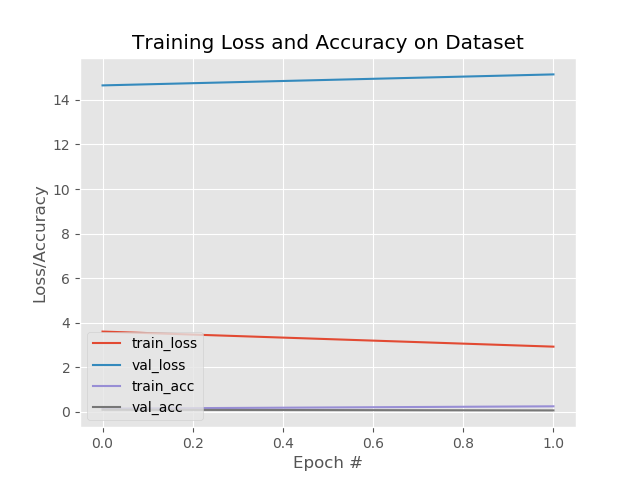 Training Loss and Accuracy on Dataset
Loss/Accuracy
14
12
10
8
6
4
2
0
train_loss
val_loss
train_acc
val_acc
0.0 0.2 0.4 0.6 0.8 1.0
Epoch #